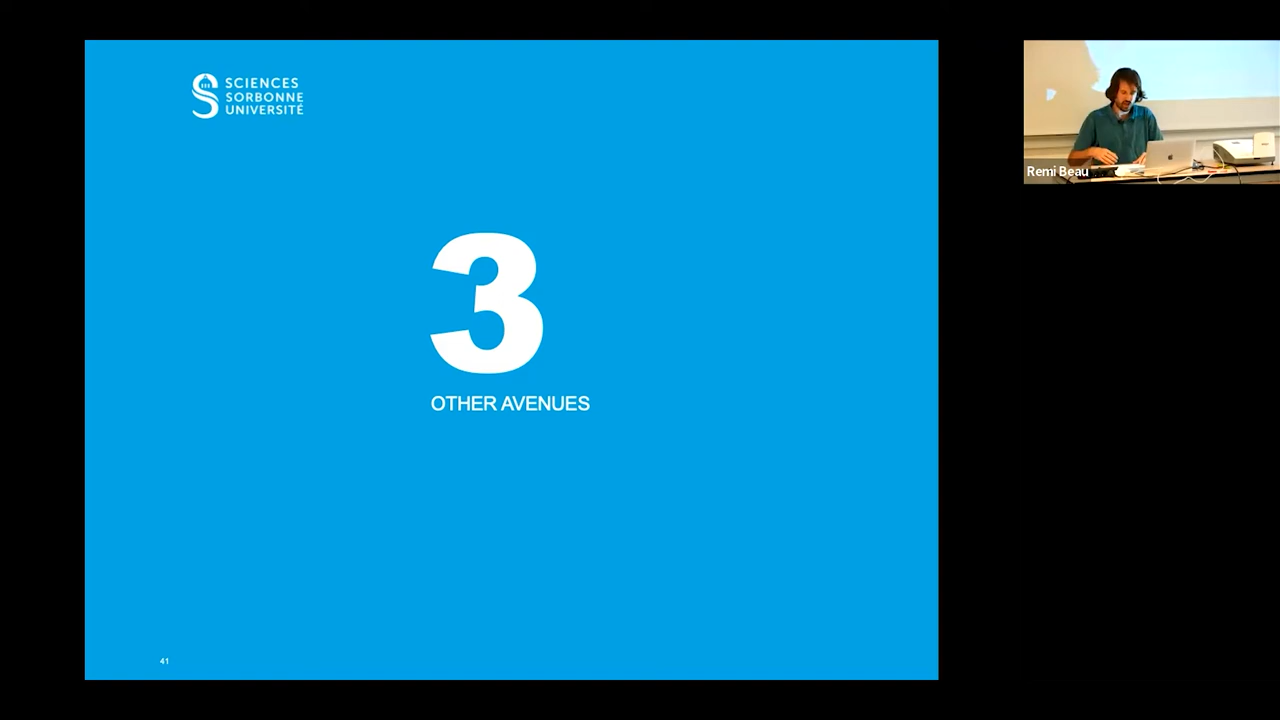 SCIENCES
SORBONNE
UNIVERSITÉ
3
OTHER AVENUES
41
Remi Beau